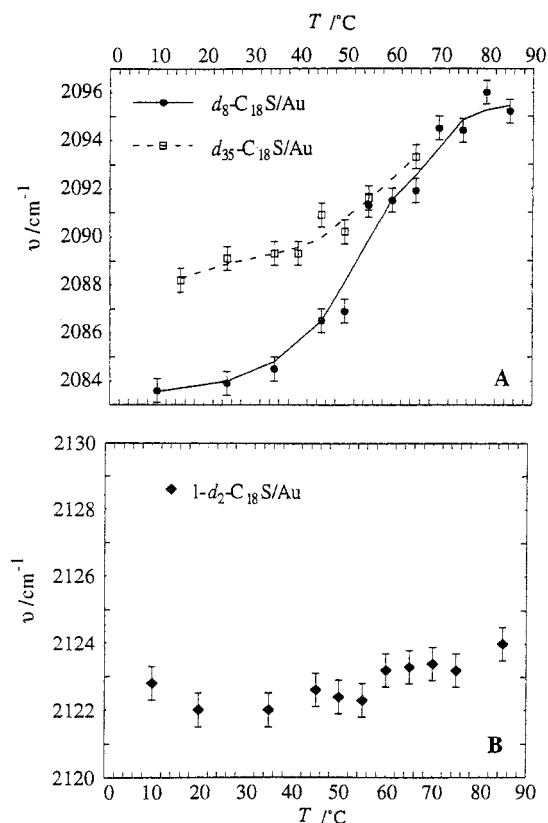 T /°C
0 10 20 30 40 50 60 70 80 90
2096
2094
2092
2090
2088
2086
2084
υ/cm⁻¹
d₈-C₁₈S/Au
d₃₅-C₁₈S/Au
A
2130
2128
2126
2124
2122
2120
υ/cm⁻¹
1-d₂-C₁₈S/Au
B
0 10 20 30 40 50 60 70 80 90
T /°C